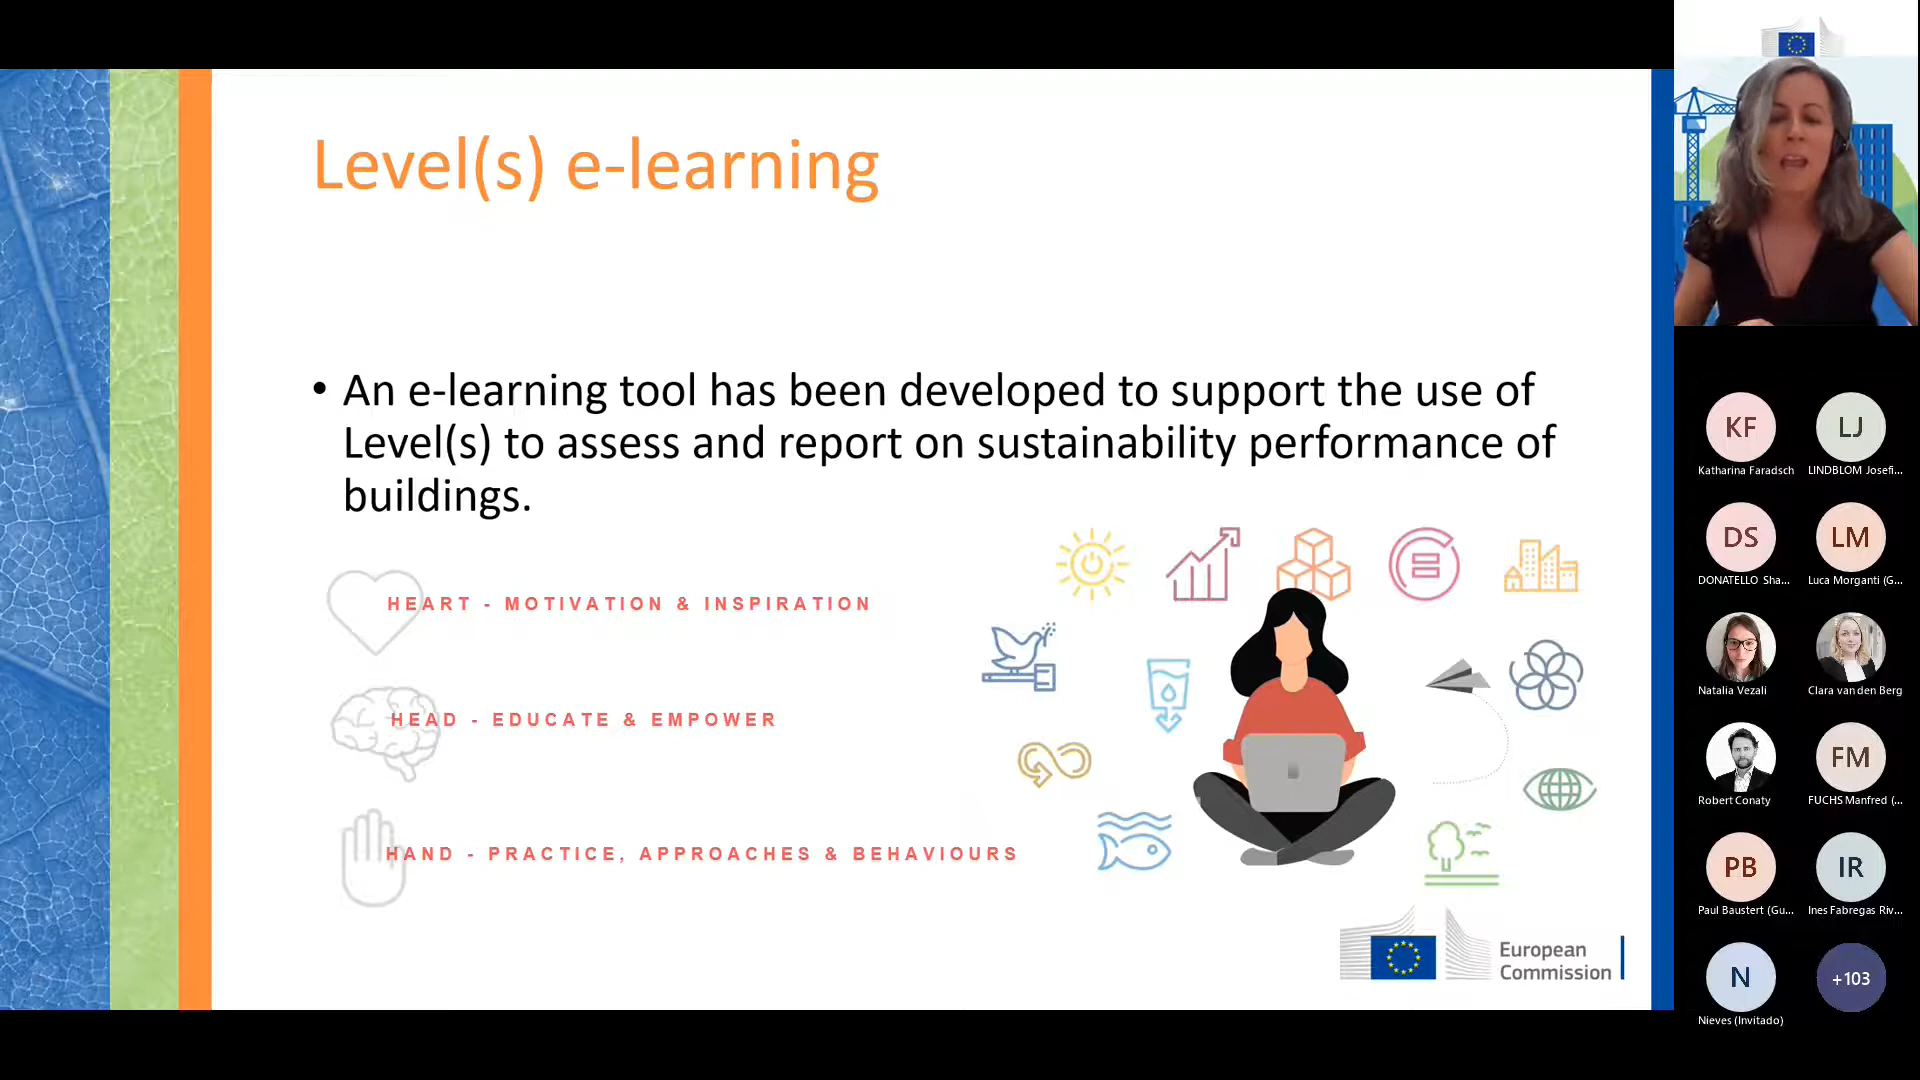 Level(s) e-learning
• An e-learning tool has been developed to support the use of
Level(s) to assess and report on sustainability performance of
buildings.
HEART - MOTIVATION & INSPIRATION
HEAD - EDUCATE & EMPOWER
HAND - PRACTICE, APPROACHES & BEHAVIOURS
European
Commission
KF
LJ
Katharina Faradsch
LINDBLOM Josefi...
DS
LM
DONATELLO Sha...
Luca Morganti (G...
Natalia Vezali
Clara van den Berg
FM
Robert Conaty
FUCHS Manfred (...
PB
IR
Paul Baustert (Gu...
Ines Fabregas Riv...
N
+103
Nieves (Invitado)